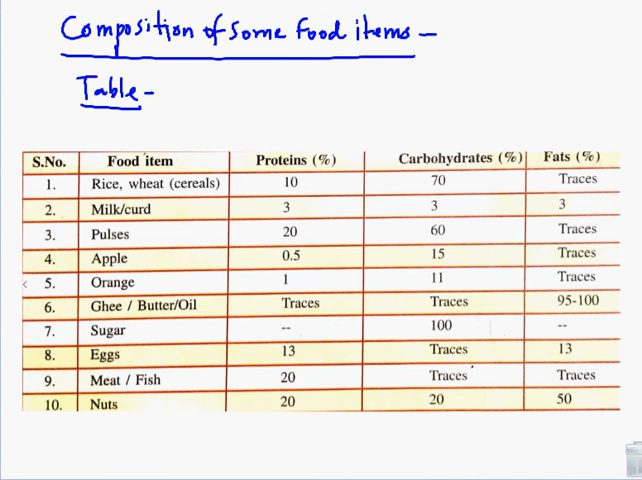 Composition of Some Food items -
Table -
S.No. Food item Proteins (%) Carbohydrates (%) Fats (%)
1. Rice, wheat (cereals) 10 70 Traces
2. Milk/curd 3 3 3
3. Pulses 20 60 Traces
4. Apple 0.5 15 Traces
5. Orange 1 11 Traces
6. Ghee / Butter/Oil Traces Traces 95-100
7. Sugar -- 100 --
8. Eggs 13 Traces 13
9. Meat / Fish 20 Traces Traces
10. Nuts 20 20 50